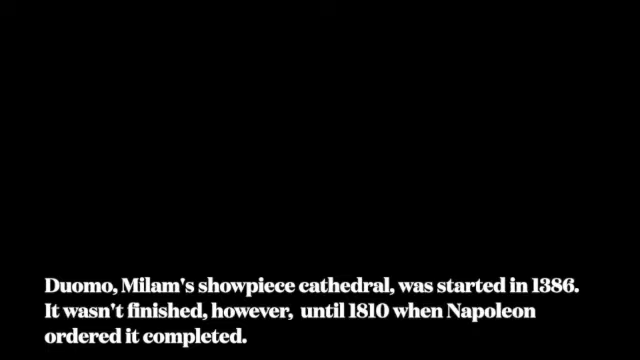 Duomo, Milam's showpiece cathedral, was started in 1386.
It wasn't finished, however,  until 1810 when Napoleon
ordered it completed.